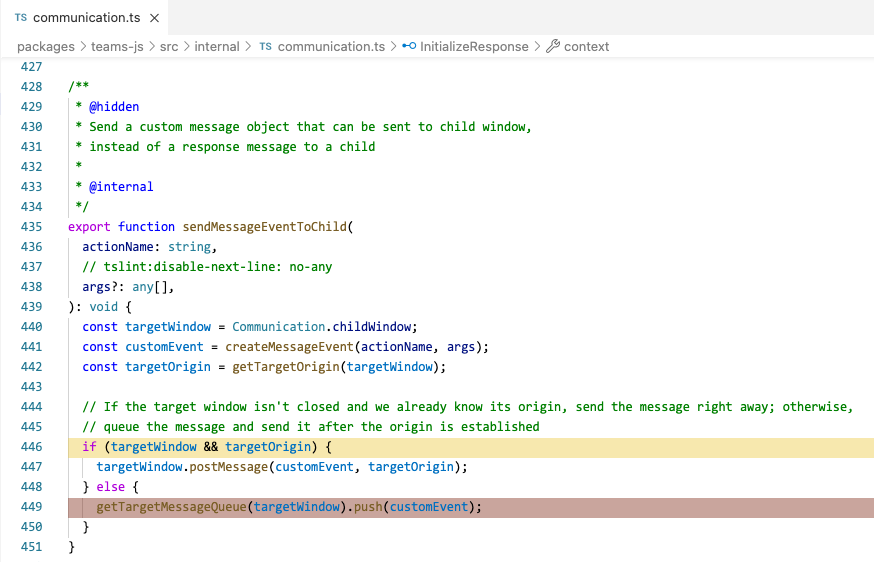 TS communication.ts ×
packages > teams-js > src > internal > TS communication.ts > InitializeResponse > context
427
428 /**
429 * @hidden
430 * Send a custom message object that can be sent to child window,
431 * instead of a response message to a child
432 *
433 * @internal
434 */
435 export function sendMessageEventToChild(
436 actionName: string,
437 // tslint:disable-next-line: no-any
438 args?: any[],
439 ): void {
440 const targetWindow = Communication.childWindow;
441 const customEvent = createMessageEvent(actionName, args);
442 const targetOrigin = getTargetOrigin(targetWindow);
443
444 // If the target window isn't closed and we already know its origin, send the message right away; otherwise,
445 // queue the message and send it after the origin is established
446 if (targetWindow && targetOrigin) {
447 targetWindow.postMessage(customEvent, targetOrigin);
448 } else {
449 getTargetMessageQueue(targetWindow).push(customEvent);
450 }
451 }